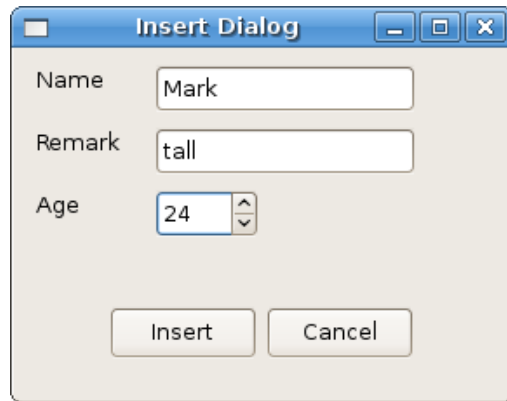 Insert Dialog
Name Mark
Remark tall
Age 24
Insert Cancel